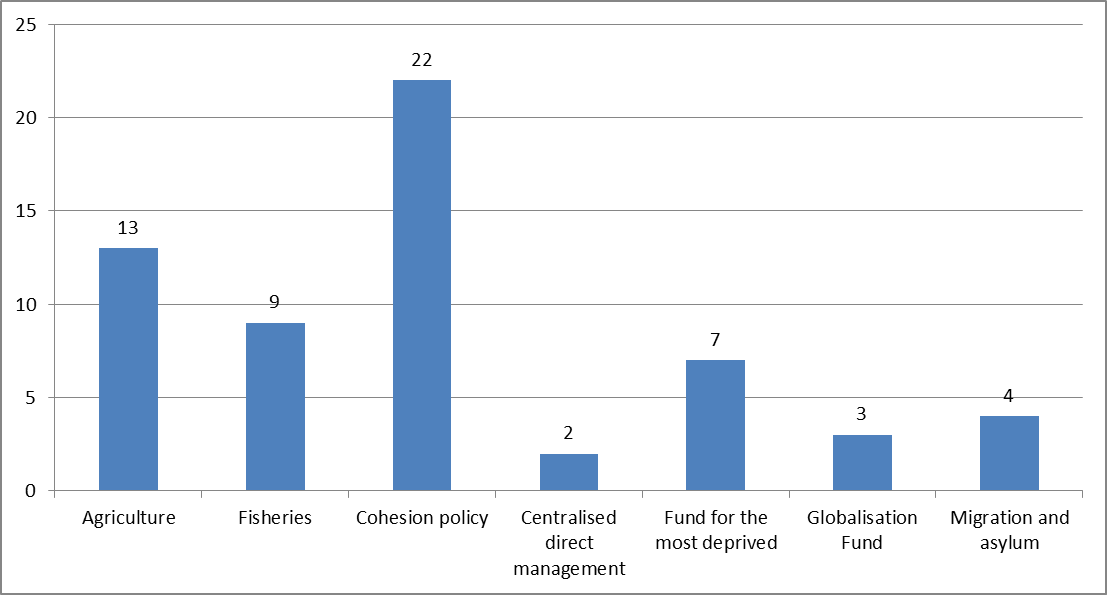 25
20
15
10
5
0
13
9
22
2
7
3
4
Agriculture
Fisheries
Cohesion policy
Centralised
direct
management
Fund for the
most deprived
Globalisation
Fund
Migration and
asylum